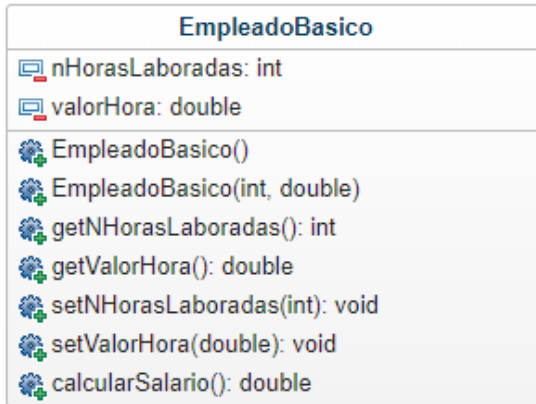 EmpleadoBasico
nHorasLaboradas: int
valorHora: double
EmpleadoBasico()
EmpleadoBasico(int, double)
getNHorasLaboradas(): int
getValorHora(): double
setNHorasLaboradas(int): void
setValorHora(double): void
calcularSalario(): double